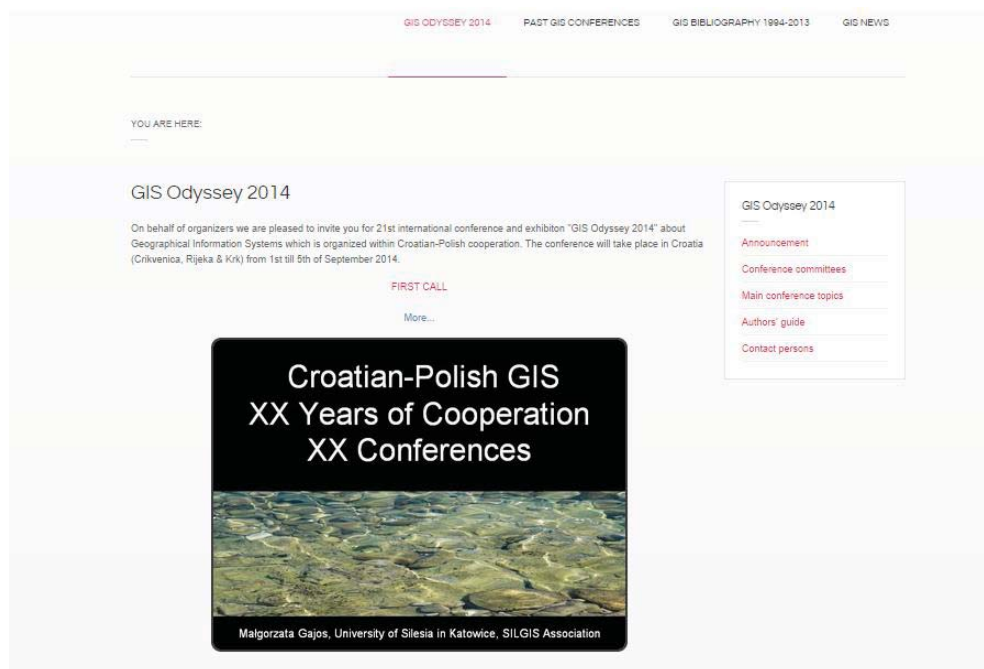 GIS ODYSSEY 2014 PAST GIS CONFERENCES GIS BIBLIOGRAPHY 1994-2013 GIS NEWS
YOU ARE HERE:
GIS Odyssey 2014
On behalf of organizers we are pleased to invite you for 21st international conference and exhibiton "GIS Odyssey 2014" about
Geographical Information Systems which is organized within Croatian-Polish cooperation. The conference will take place in Croatia
(Crikvenica, Rijeka & Krk) from 1st till 5th of September 2014.
FIRST CALL
More...
Croatian-Polish GIS
XX Years of Cooperation
XX Conferences
Małgorzata Gajos, University of Silesia in Katowice, SILGIS Association
GIS Odyssey 2014
Announcement
Conference committees
Main conference topics
Authors' guide
Contact persons